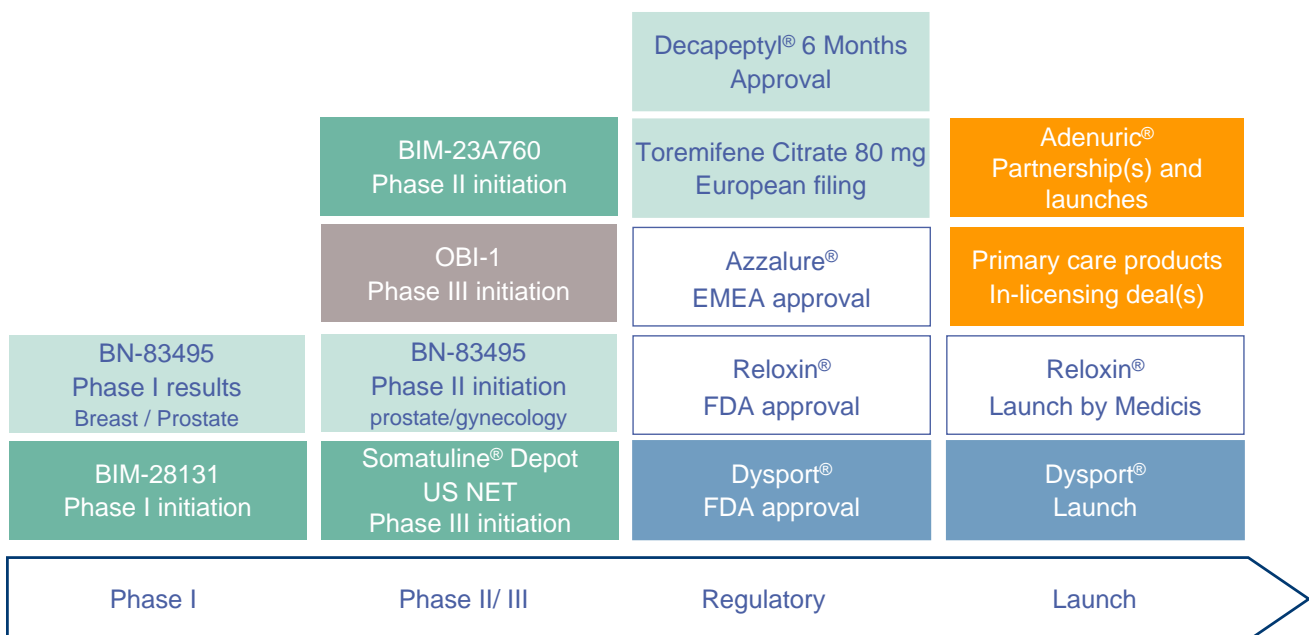 BN-83495
Phase I results
Breast / Prostate
BIM-28131
Phase I initiation
BIM-23A760
Phase II initiation
OBI-1
Phase III initiation
BN-83495
Phase II initiation
prostate/gynecology
Somatuline® Depot
US NET
Phase III initiation
Decapeptyl® 6 Months
Approval
Toremifene Citrate 80 mg
European filing
Azzalure®
EMEA approval
Reloxin®
FDA approval
Dysport®
FDA approval
Adenuric®
Partnership(s) and
launches
Primary care products
In-licensing deal(s)
Reloxin®
Launch by Medicis
Dysport®
Launch
Phase I
Phase II/ III
Regulatory
Launch